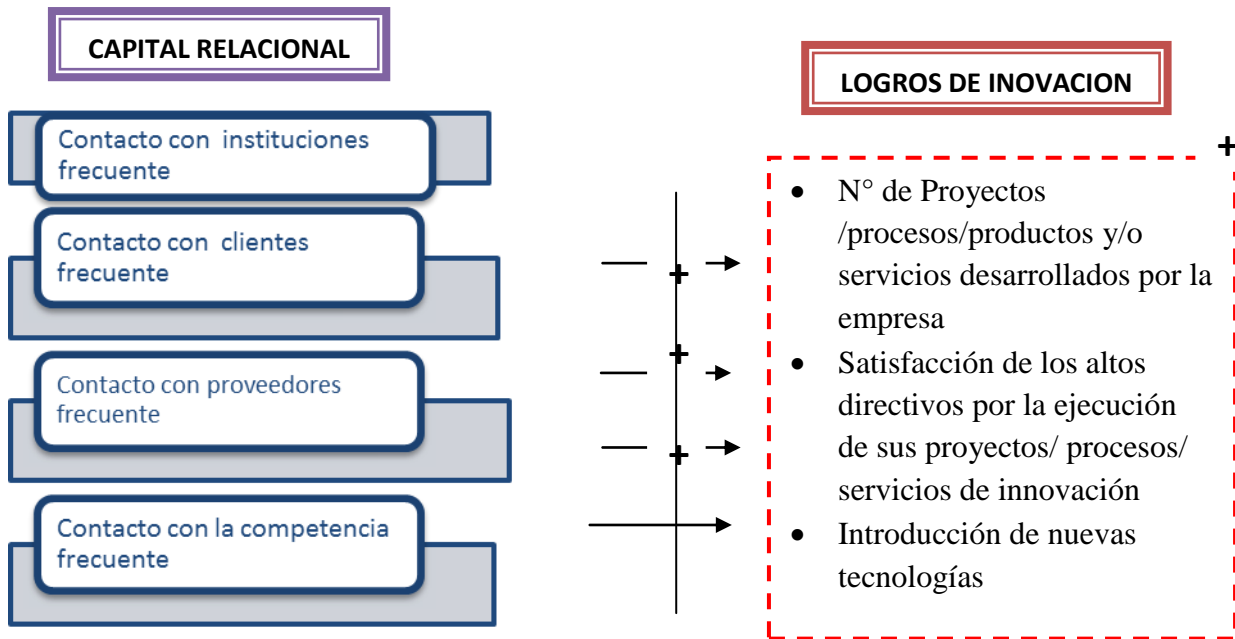 CAPITAL RELACIONAL
Contacto con instituciones
frecuente
Contacto con clientes
frecuente
Contacto con proveedores
frecuente
Contacto con la competencia
frecuente
+
+
+
LOGROS DE INOVACION
+
• N° de Proyectos
/procesos/productos y/o
servicios desarrollados por la
empresa
• Satisfacción de los altos
directivos por la ejecución
de sus proyectos/ procesos/
servicios de innovación
• Introducción de nuevas
tecnologías